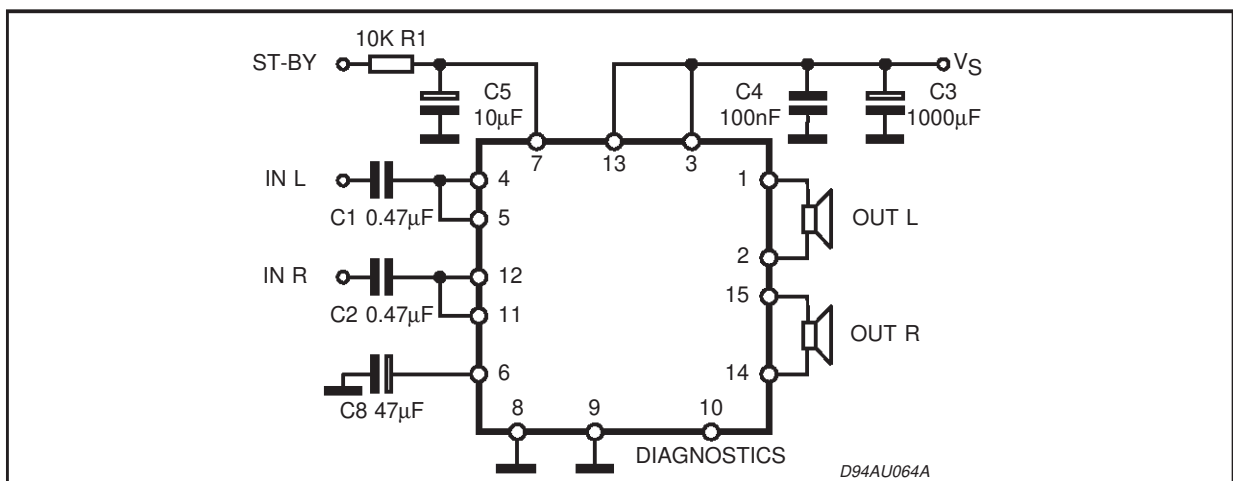 10K R1
ST-BY
V_S
C5
10µF
C4
100nF
C3
1000µF
7
13
3
IN L
4
1
C1 0.47µF
5
OUT L
2
IN R
12
15
C2 0.47µF
11
OUT R
6
14
C8 47µF
8
9
10
DIAGNOSTICS
D94AU064A